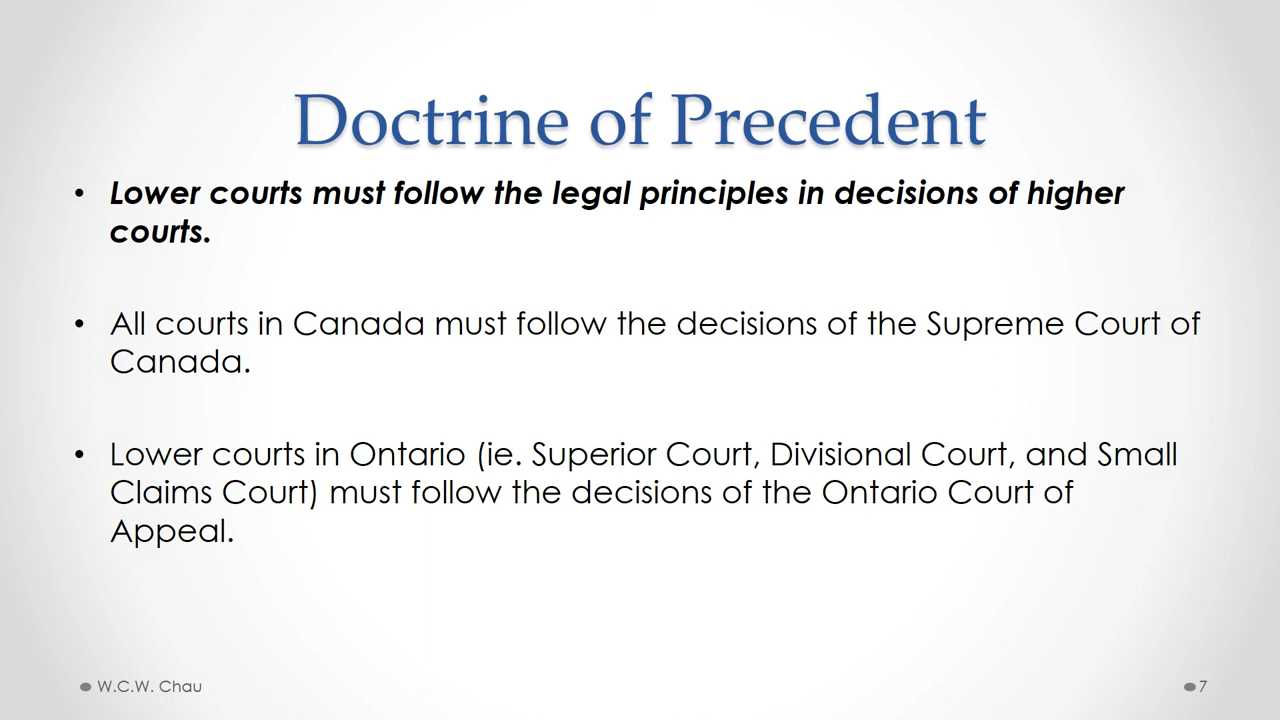 Doctrine of Precedent
• Lower courts must follow the legal principles in decisions of higher
courts.
• All courts in Canada must follow the decisions of the Supreme Court of
Canada.
• Lower courts in Ontario (ie. Superior Court, Divisional Court, and Small
Claims Court) must follow the decisions of the Ontario Court of
Appeal.
W.C.W. Chau
7